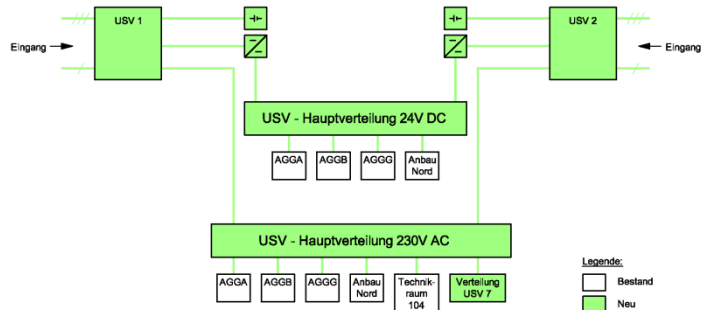 USV 1
USV 2
Eingang
Eingang
USV - Hauptverteilung 24V DC
AGGA
AGGB
AGGG
Anbau
Nord
USV - Hauptverteilung 230V AC
AGGA
AGGB
AGGG
Anbau
Nord
Technik-
raum
104
Verteilung
USV 7
Legende:
Bestand
Neu